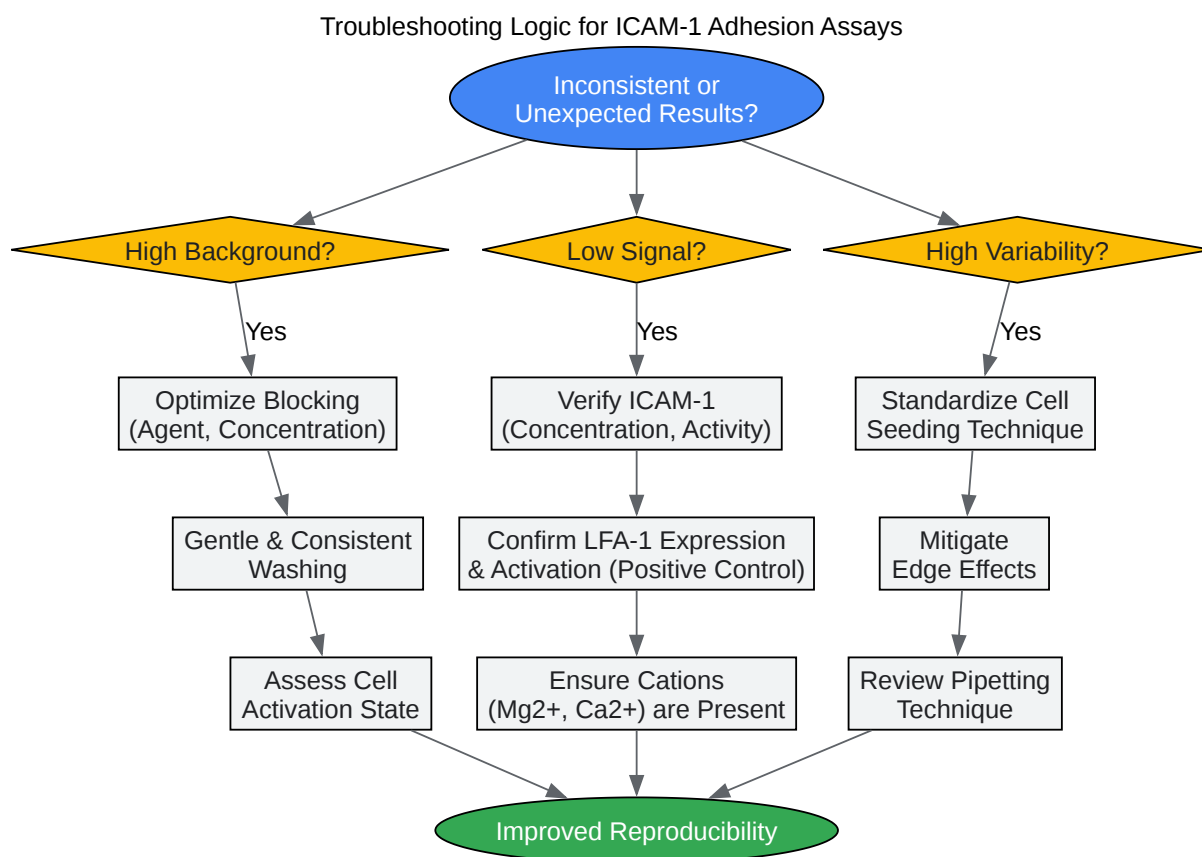 Troubleshooting Logic for ICAM-1 Adhesion Assays
Inconsistent or
Unexpected Results?
High Background?
Low Signal?
High Variability?
Yes
Yes
Yes
Optimize Blocking
(Agent, Concentration)
Verify ICAM-1
(Concentration, Activity)
Standardize Cell
Seeding Technique
Gentle & Consistent
Washing
Confirm LFA-1 Expression
& Activation (Positive Control)
Mitigate
Edge Effects
Assess Cell
Activation State
Ensure Cations
(Mg2+, Ca2+) are Present
Review Pipetting
Technique
Improved Reproducibility